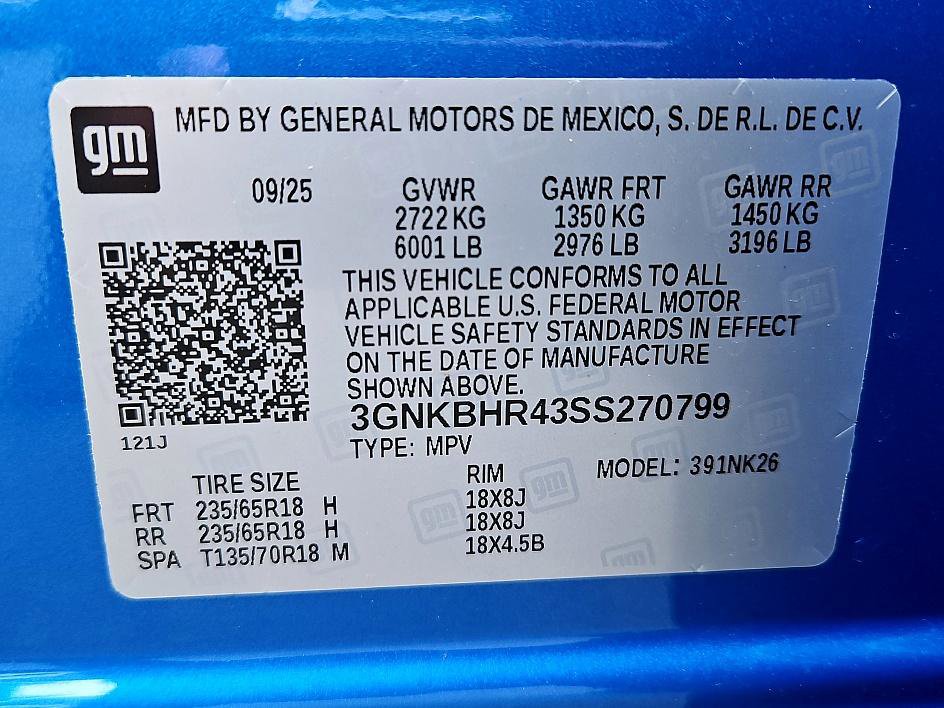 gm MFD BY GENERAL MOTORS DE MEXICO, S. DE R.L. DE C.V.
09/25 GVWR GAWR FRT GAWR RR
2722 KG 1350 KG 1450 KG
6001 LB 2976 LB 3196 LB
THIS VEHICLE CONFORMS TO ALL
APPLICABLE U.S. FEDERAL MOTOR
VEHICLE SAFETY STANDARDS IN EFFECT
ON THE DATE OF MANUFACTURE
SHOWN ABOVE.
3GNKBHR43SS270799
121J
TYPE: MPV
TIRE SIZE RIM MODEL: 391NK26
FRT 235/65R18 H 18X8J
RR 235/65R18 H 18X8J
SPA T135/70R18 M 18X4.5B